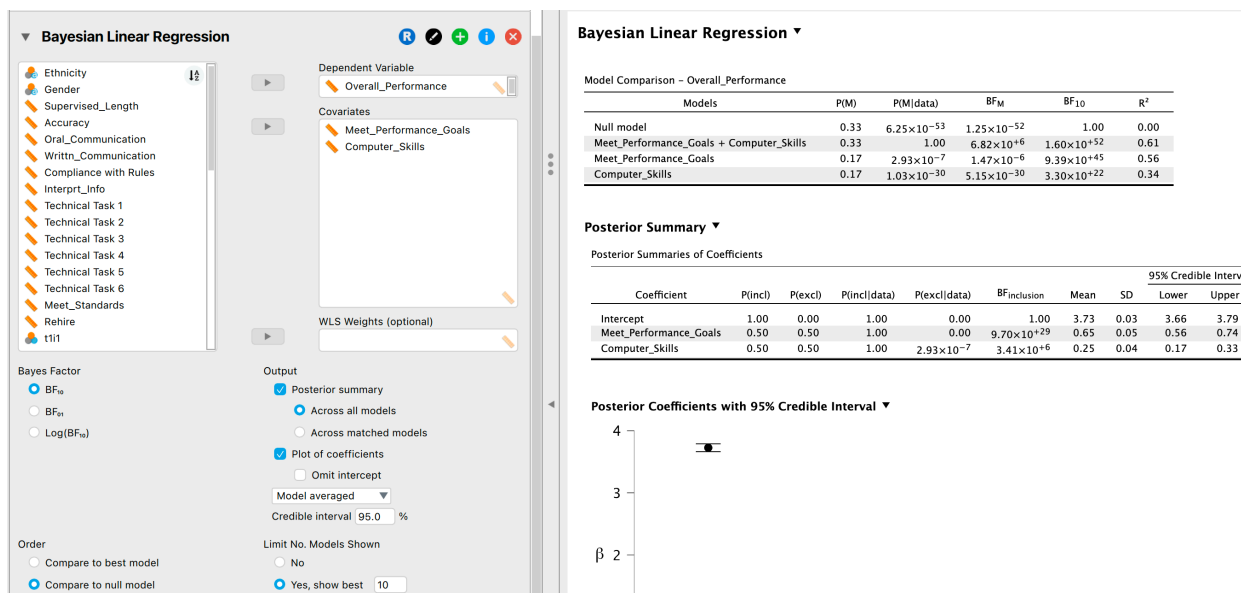 Bayesian Linear Regression
R
i
Ethnicity
Gender
Supervised_Length
Accuracy
Oral_Communication
Writtn_Communication
Compliance with Rules
Interprt_Info
Technical Task 1
Technical Task 2
Technical Task 3
Technical Task 4
Technical Task 5
Technical Task 6
Meet_Standards
Rehire
t1i1
Dependent Variable
Overall_Performance
Covariates
Meet_Performance_Goals
Computer_Skills
WLS Weights (optional)
Bayes Factor
BF₁₀
BF₀₁
Log(BF₁₀)
Output
Posterior summary
Across all models
Across matched models
Plot of coefficients
Omit intercept
Model averaged
Credible interval 95.0 %
Order
Compare to best model
Compare to null model
Limit No. Models Shown
No
Yes, show best 10
Bayesian Linear Regression
Model Comparison – Overall_Performance
Models P(M) P(M|data) BF_M BF₁₀ R²
Null model 0.33 6.25×10⁻⁵³ 1.25×10⁻⁵² 1.00 0.00
Meet_Performance_Goals + Computer_Skills 0.33 1.00 6.82×10⁺⁶ 1.60×10⁺⁵² 0.61
Meet_Performance_Goals 0.17 2.93×10⁻⁷ 1.47×10⁻⁶ 9.39×10⁺⁴⁵ 0.56
Computer_Skills 0.17 1.03×10⁻³⁰ 5.15×10⁻³⁰ 3.30×10⁺²² 0.34
Posterior Summary
Posterior Summaries of Coefficients
95% Credible Interv
Coefficient P(incl) P(excl) P(incl|data) P(excl|data) BF_inclusion Mean SD Lower Upper
Intercept 1.00 0.00 1.00 0.00 1.00 3.73 0.03 3.66 3.79
Meet_Performance_Goals 0.50 0.50 1.00 0.00 9.70×10⁺²⁹ 0.65 0.05 0.56 0.74
Computer_Skills 0.50 0.50 1.00 2.93×10⁻⁷ 3.41×10⁺⁶ 0.25 0.04 0.17 0.33
Posterior Coefficients with 95% Credible Interval
4
3
β 2